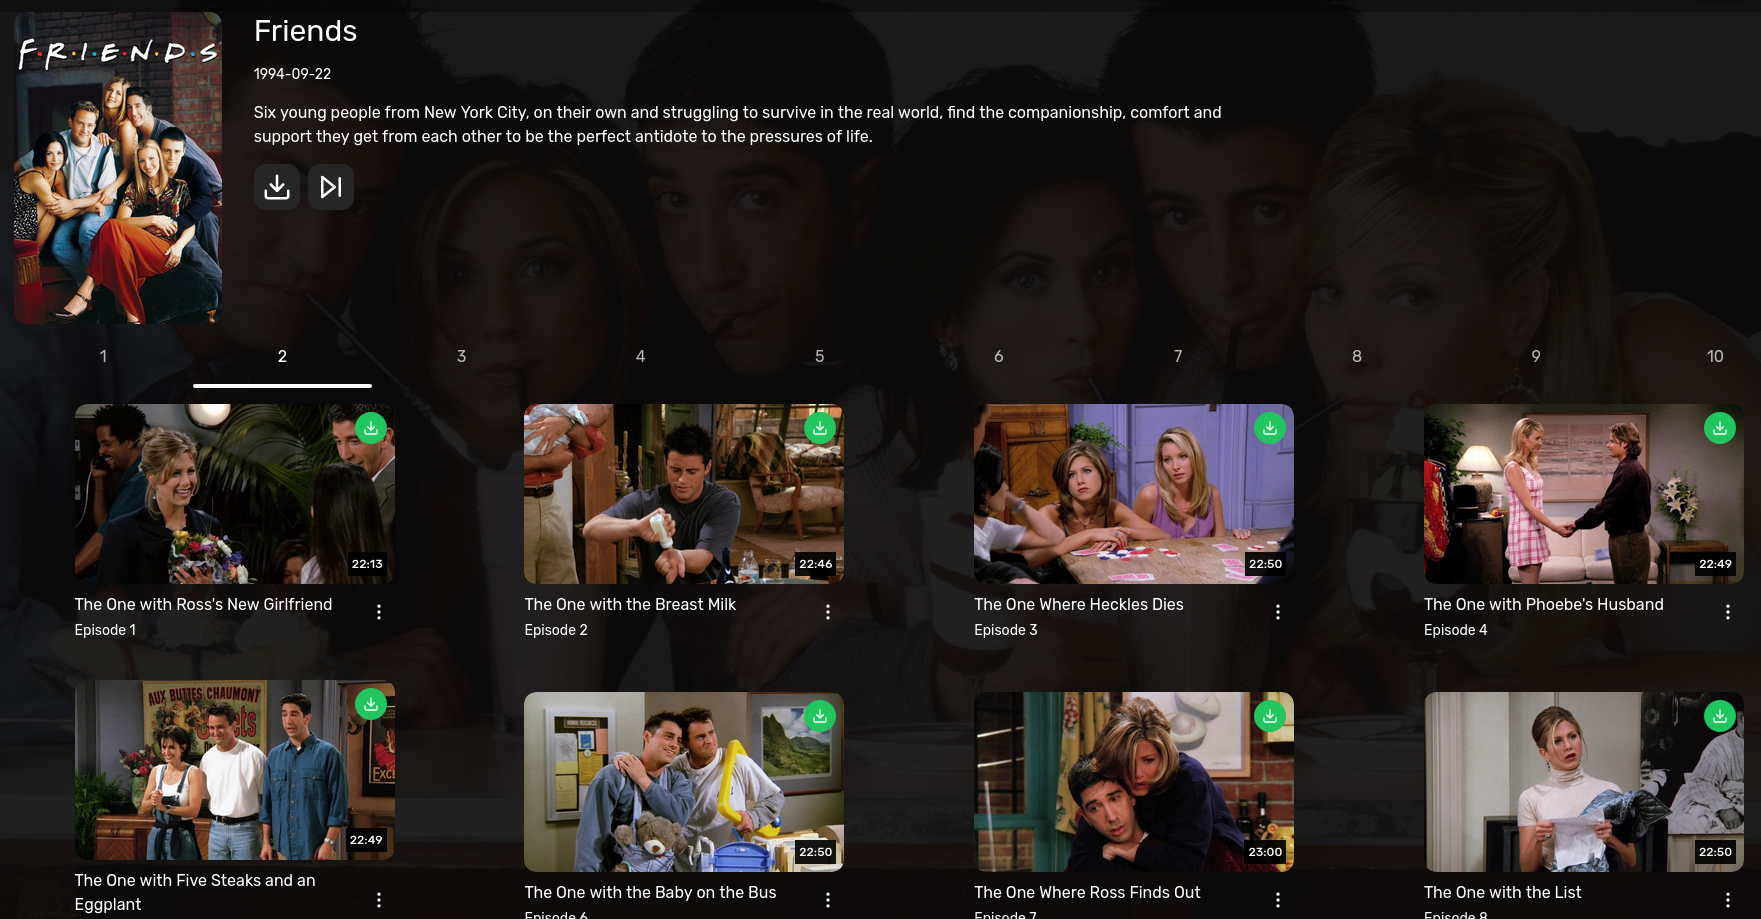 F·R·I·E·N·D·S
Friends
1994-09-22
Six young people from New York City, on their own and struggling to survive in the real world, find the companionship, comfort and
support they get from each other to be the perfect antidote to the pressures of life.
1 2 3 4 5 6 7 8 9 10
22:13
22:46
22:50
22:49
The One with Ross's New Girlfriend
Episode 1
The One with the Breast Milk
Episode 2
The One Where Heckles Dies
Episode 3
The One with Phoebe's Husband
Episode 4
AUX BUTTES CHAUMONT
22:49
22:50
23:00
22:50
The One with Five Steaks and an
Eggplant
The One with the Baby on the Bus
Episode 6
The One Where Ross Finds Out
Episode 7
The One with the List
Episode 8